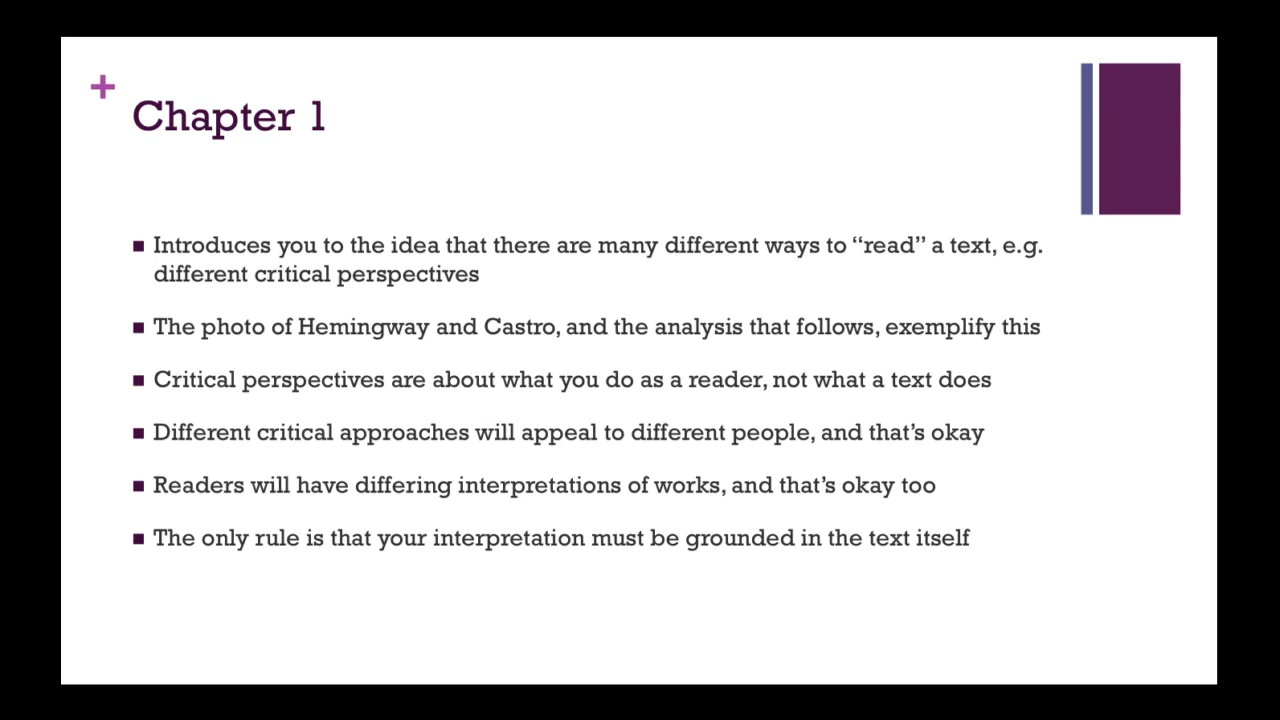 +
Chapter 1
■ Introduces you to the idea that there are many different ways to “read” a text, e.g.
different critical perspectives
■ The photo of Hemingway and Castro, and the analysis that follows, exemplify this
■ Critical perspectives are about what you do as a reader, not what a text does
■ Different critical approaches will appeal to different people, and that’s okay
■ Readers will have differing interpretations of works, and that’s okay too
■ The only rule is that your interpretation must be grounded in the text itself